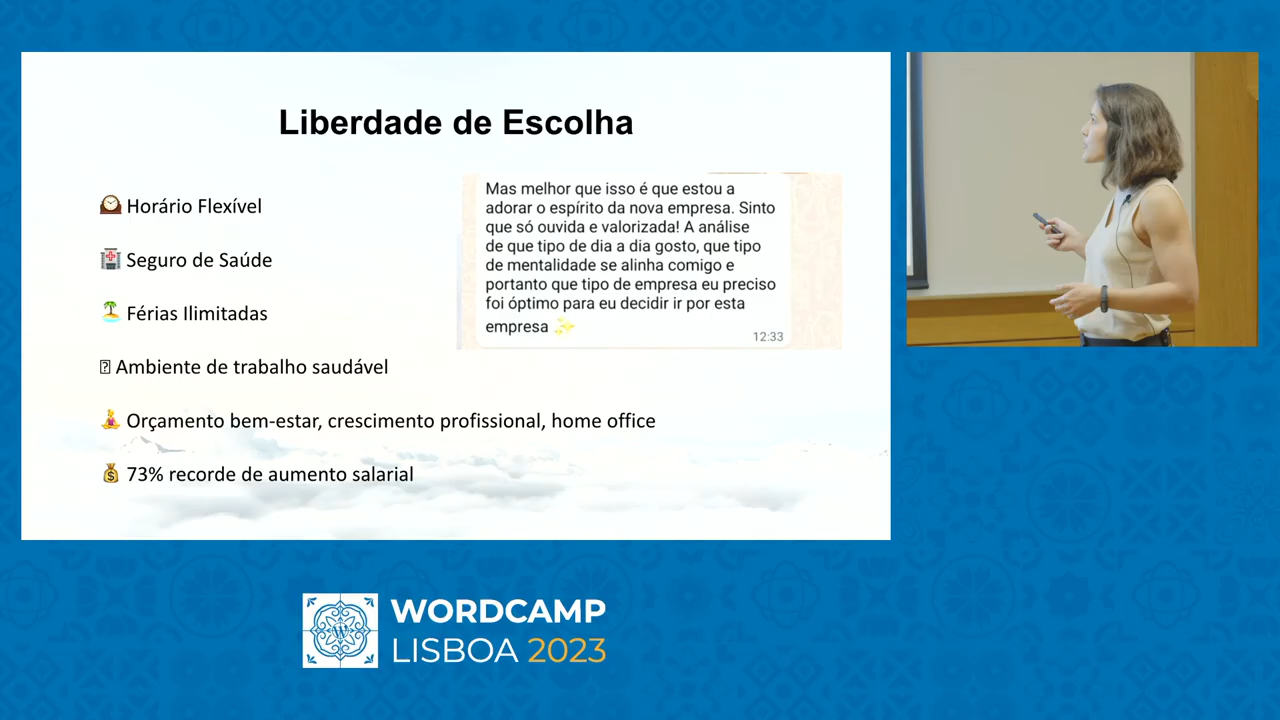 Liberdade de Escolha
Horário Flexível
Seguro de Saúde
Férias Ilimitadas
Ambiente de trabalho saudável
Orçamento bem-estar, crescimento profissional, home office
73% recorde de aumento salarial
Mas melhor que isso é que estou a
adorar o espírito da nova empresa. Sinto
que só ouvida e valorizada! A análise
de que tipo de dia a dia gosto, que tipo
de mentalidade se alinha comigo e
portanto que tipo de empresa eu preciso
foi óptimo para eu decidir ir por esta
empresa ✨
12:33
WORDCAMP
LISBOA 2023